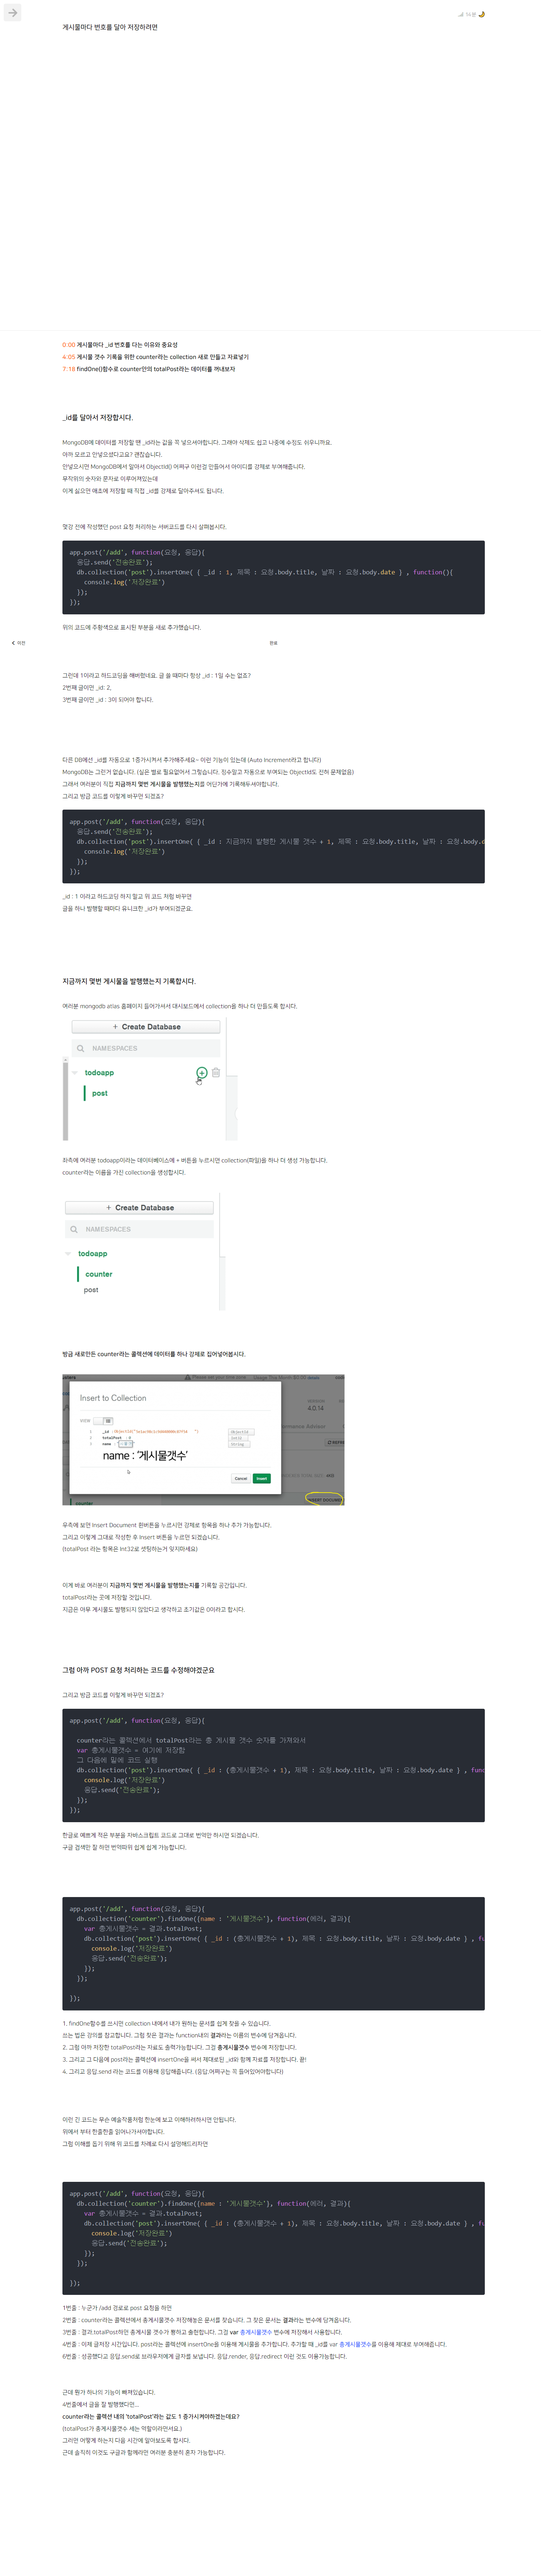 게시물마다 번호를 달아 저장하려면
0:00 게시물마다 _id 번호를 다는 이유와 중요성
4:05 게시물 갯수 기록을 위한 counter라는 collection 새로 만들고 자료넣기
7:18 findOne()함수로 counter안의 totalPost라는 데이터를 꺼내보자
_id를 달아서 저장합시다.
MongoDB에 데이터를 저장할 땐 _id라는 값을 꼭 넣으셔야합니다. 그래야 삭제도 쉽고 나중에 수정도 쉬우니까요.
아까 모르고 안넣으셨다고요? 괜찮습니다.
안넣으시면 MongoDB에서 알아서 ObjectId() 어쩌구 이런걸 만들어서 아이디를 강제로 부여해줍니다.
무작위의 숫자와 문자로 이루어져있는데
이게 싫으면 애초에 저장할 때 직접 _id를 강제로 달아주셔도 됩니다.
몇강 전에 작성했던 post 요청 처리하는 서버코드를 다시 살펴봅시다.
app.post('/add', function(요청, 응답){
응답.send('전송완료');
db.collection('post').insertOne( { _id : 1, 제목 : 요청.body.title, 날짜 : 요청.body.date } , function(){
console.log('저장완료')
});
});
위의 코드에 주황색으로 표시된 부분을 새로 추가했습니다.
이전
완료
그런데 1이라고 하드코딩을 해버렸네요. 글 쓸 때마다 항상 _id : 1일 수는 없죠?
2번째 글이면 _id: 2,
3번째 글이면 _id : 3이 되어야 합니다.
다른 DB에선 _id를 자동으로 1증가시켜서 추가해주세요~ 이런 기능이 있는데 (Auto Increment라고 합니다)
MongoDB는 그런거 없습니다. (실은 별로 필요없어서 그렇습니다. 정수말고 자동으로 부여되는 ObjectId도 전혀 문제없음)
그래서 여러분이 직접 지금까지 몇번 게시물을 발행했는지를 어딘가에 기록해두셔야합니다.
그리고 방금 코드를 이렇게 바꾸면 되겠죠?
app.post('/add', function(요청, 응답){
응답.send('전송완료');
db.collection('post').insertOne( { _id : 지금까지 발행한 게시물 갯수 + 1, 제목 : 요청.body.title, 날짜 : 요청.body.d
console.log('저장완료')
});
});
_id : 1 이라고 하드코딩 하지 말고 위 코드 처럼 바꾸면
글을 하나 발행할 때마다 유니크한 _id가 부여되겠군요.
지금까지 몇번 게시물을 발행했는지 기록합시다.
여러분 mongodb atlas 홈페이지 들어가셔서 대시보드에서 collection을 하나 더 만들도록 합시다.
+ Create Database
NAMESPACES
todoapp
post
좌측에 여러분 todoapp이라는 데이터베이스에 + 버튼을 누르시면 collection(파일)을 하나 더 생성 가능합니다.
counter라는 이름을 가진 collection을 생성합시다.
+ Create Database
NAMESPACES
todoapp
counter
post
방금 새로만든 counter라는 콜렉션에 데이터를 하나 강제로 집어넣어봅시다.
Insert to Collection
VIEW
name : '게시물갯수'
Cancel
Insert
counter
우측에 보면 Insert Document 퀸버튼을 누르시면 강제로 항목을 하나 추가 가능합니다.
그리고 이렇게 그대로 작성한 후 Insert 버튼을 누르면 되겠습니다.
(totalPost 라는 항목은 Int32로 셋팅하는거 잊지마세요)
이게 바로 여러분이 지금까지 몇번 게시물을 발행했는지를 기록할 공간입니다.
totalPost라는 곳에 저장할 것입니다.
지금은 아무 게시물도 발행되지 않았다고 생각하고 초기값은 0이라고 합시다.
그럼 아까 POST 요청 처리하는 코드를 수정해야겠군요
그리고 방금 코드를 이렇게 바꾸면 되겠죠?
app.post('/add', function(요청, 응답){
counter라는 콜렉션에서 totalPost라는 총 게시물 갯수 숫자를 가져와서
var 총게시물갯수 = 여기에 저장함
그 다음에 밑에 코드 실행
db.collection('post').insertOne( { _id : (총게시물갯수 + 1), 제목 : 요청.body.title, 날짜 : 요청.body.date } , func
console.log('저장완료')
응답.send('전송완료');
});
});
한글로 예쁘게 적은 부분을 자바스크립트 코드로 그대로 번역만 하시면 되겠습니다.
구글 검색만 잘 하면 번역따위 쉽게 쉽게 가능합니다.
app.post('/add', function(요청, 응답){
db.collection('counter').findOne({name : '게시물갯수'}, function(에러, 결과){
var 총게시물갯수 = 결과.totalPost;
db.collection('post').insertOne( { _id : (총게시물갯수 + 1), 제목 : 요청.body.title, 날짜 : 요청.body.date } , fu
console.log('저장완료')
응답.send('전송완료');
});
});
});
1. findOne함수를 쓰시면 collection 내에서 내가 원하는 문서를 쉽게 찾을 수 있습니다.
쓰는 법은 강의를 참고합니다. 그럼 찾은 결과는 function내의 결과라는 이름의 변수에 담겨옵니다.
2. 그럼 아까 저장한 totalPost라는 자료도 출력가능합니다. 그걸 총게시물갯수 변수에 저장합니다.
3. 그리고 그 다음에 post라는 콜렉션에 insertOne을 써서 제대로된 _id와 함께 자료를 저장합니다. 끝!
4. 그리고 응답.send 라는 코드를 이용해 응답해줍니다. (응답.어쩌구는 꼭 들어있어야합니다)
이런 긴 코드는 무슨 예술작품처럼 한눈에 보고 이해하려하시면 안됩니다.
위에서 부터 한줄한줄 읽어나가셔야합니다.
그럼 이해를 돕기 위해 위 코드를 차례로 다시 설명해드리자면
app.post('/add', function(요청, 응답){
db.collection('counter').findOne({name : '게시물갯수'}, function(에러, 결과){
var 총게시물갯수 = 결과.totalPost;
db.collection('post').insertOne( { _id : (총게시물갯수 + 1), 제목 : 요청.body.title, 날짜 : 요청.body.date } , fu
console.log('저장완료')
응답.send('전송완료');
});
});
});
1번줄 : 누군가 /add 경로로 post 요청을 하면
2번줄 : counter라는 콜렉션에서 총게시물갯수 저장해놓은 문서를 찾습니다. 그 찾은 문서는 결과라는 변수에 담겨옵니다.
3번줄 : 결과.totalPost하면 총게시물 갯수가 뿅하고 출현합니다. 그걸 var 총게시물갯수 변수에 저장해서 사용합니다.
4번줄 : 이제 글저장 시간입니다. post라는 콜렉션에 insertOne을 이용해 게시물을 추가합니다. 추가할 때 _id를 var 총게시물갯수를 이용해 제대로 부여해줍니다.
6번줄 : 성공했다고 응답.send로 브라우저에게 글자를 보냅니다. 응답.render, 응답.redirect 이런 것도 이용가능합니다.
근데 뭔가 하나의 기능이 빠져있습니다.
4번줄에서 글을 잘 발행했다면...
counter라는 콜렉션 내의 'totalPost'라는 값도 1 증가시켜야하겠는데요?
(totalPost가 총게시물갯수 세는 역할이라면서요.)
그러면 어떻게 하는지 다음 시간에 알아보도록 합시다.
근데 솔직히 이것도 구글과 함께라면 여러분 충분히 혼자 가능합니다.